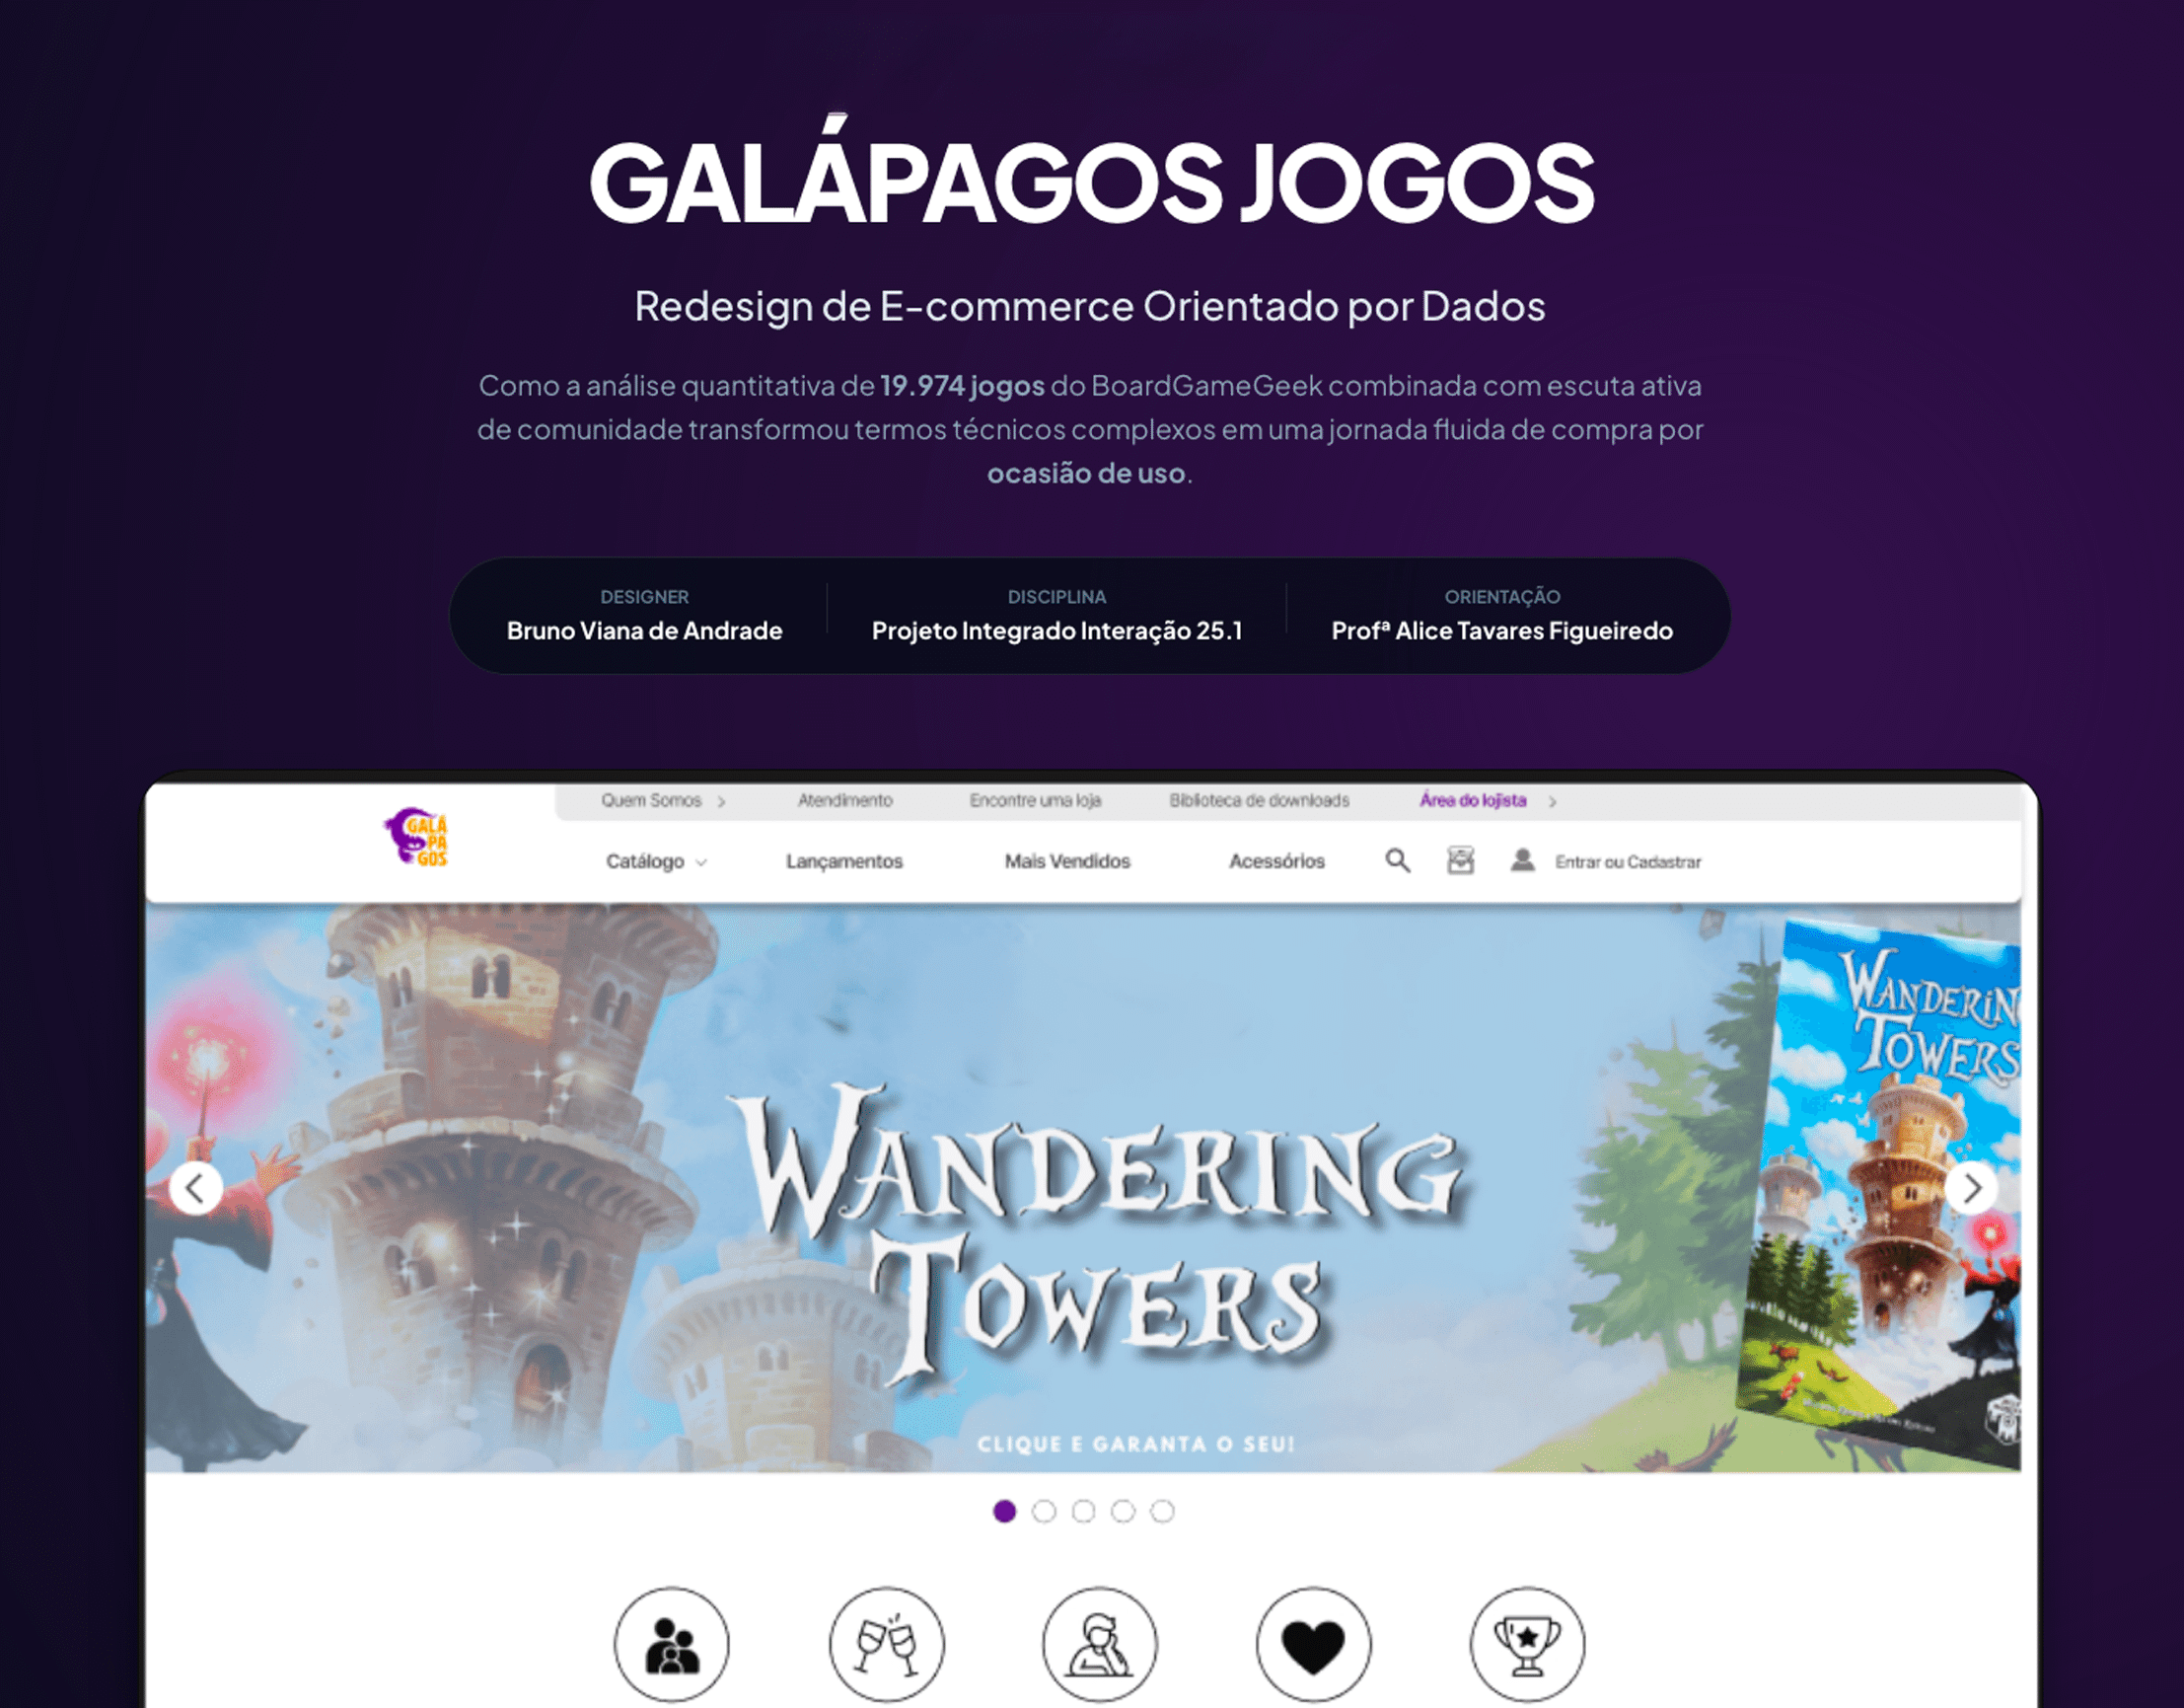 GALÁPAGOS JOGOS
Redesign de E-commerce Orientado por Dados
Como a análise quantitativa de 19.974 jogos do BoardGameGeek combinada com escuta ativa
de comunidade transformou termos técnicos complexos em uma jornada fluida de compra por
ocasião de uso.
DESIGNER
Bruno Viana de Andrade
DISCIPLINA
Projeto Integrado Interação 25.1
ORIENTAÇÃO
Profª Alice Tavares Figueiredo
Quem Somos
Atendimento
Encontre uma loja
Biblioteca de downloads
Área do lojista
GALÁ
PA
GOS
Catálogo
Lançamentos
Mais Vendidos
Acessórios
Entrar ou Cadastrar
WANDERING
TOWERS
CLIQUE E GARANTA O SEU!
WANDERIN
TOWERS